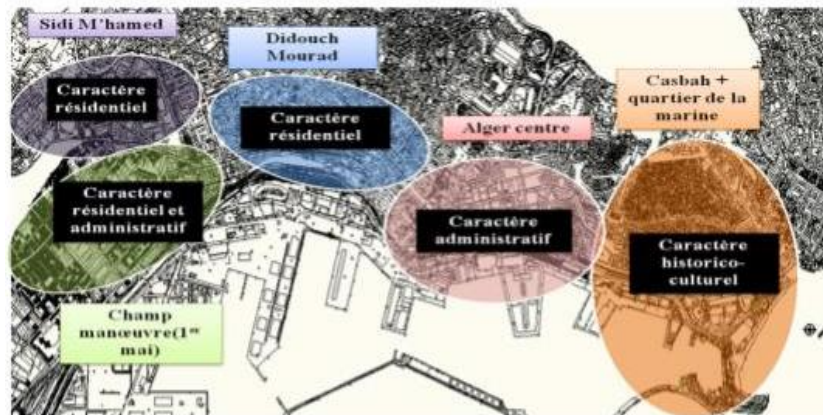 Sidi M'hamed
Caractère
résidentiel
Didouch
Mourad
Caractère
résidentiel
Alger centre
Casbah +
quartier de la
marine
Caractère
résidentiel et
administratif
Caractère
administratif
Caractère
historico-
culturel
Champ
manœuvre(1er
mai)